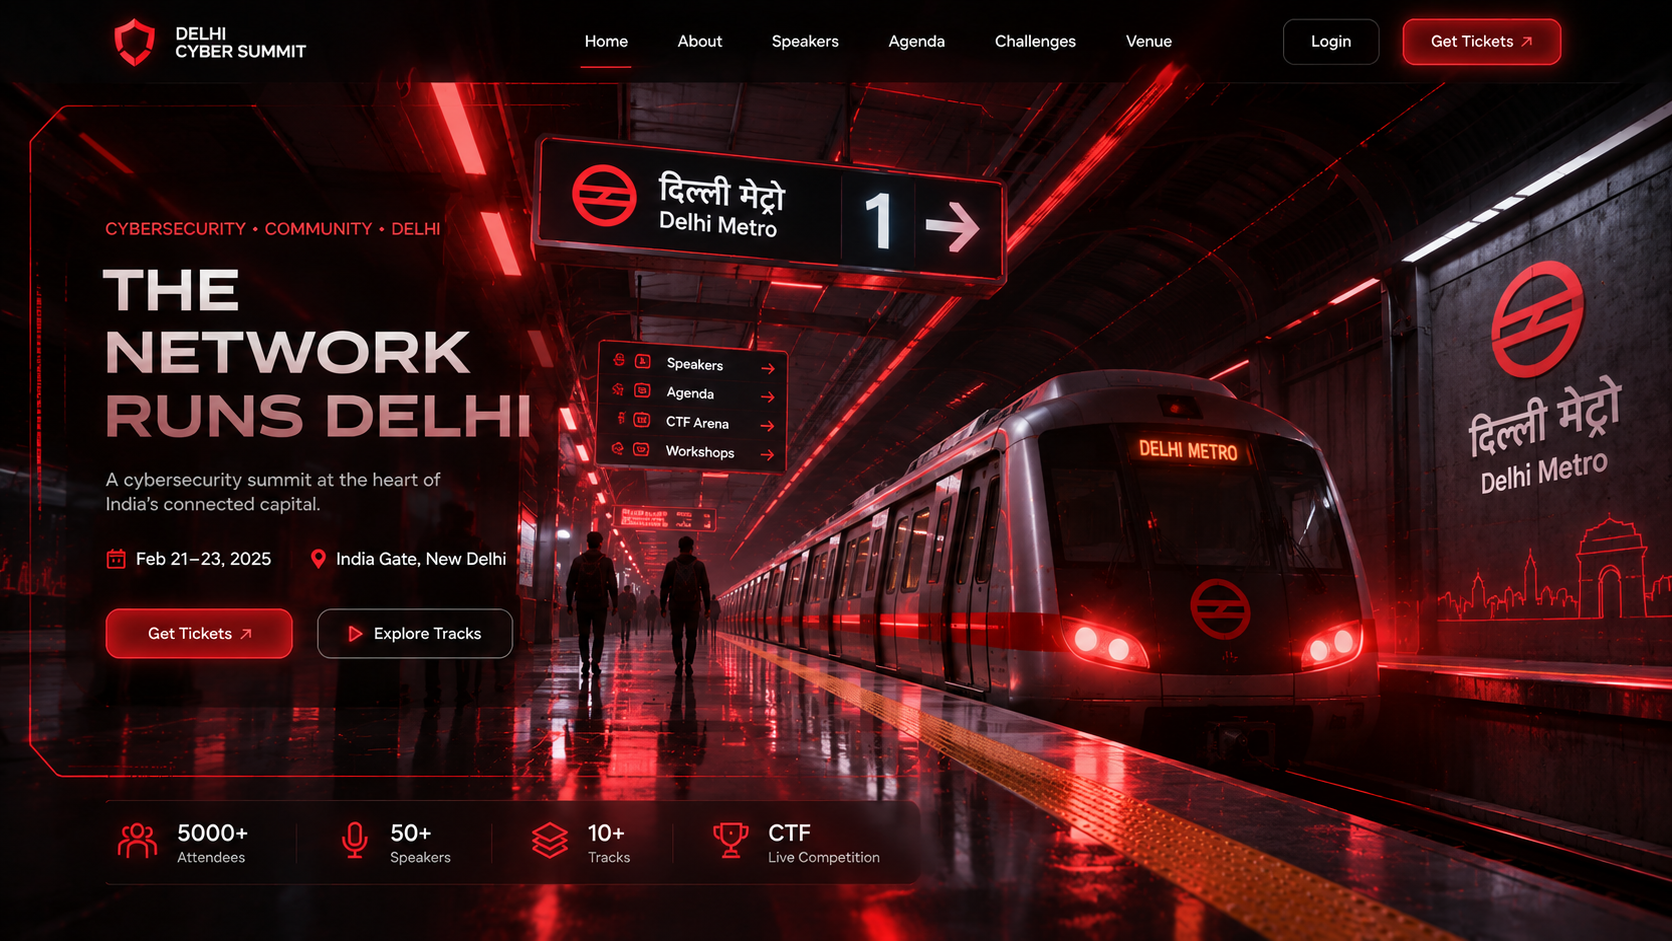 DELHI
CYBER SUMMIT
Home
About
Speakers
Agenda
Challenges
Venue
Login
Get Tickets
दिल्ली मेट्रो
Delhi Metro
1
CYBERSECURITY • COMMUNITY • DELHI
THE
NETWORK
RUNS DELHI
Speakers
Agenda
CTF Arena
Workshops
DELHI METRO
दिल्ली मेट्रो
Delhi Metro
A cybersecurity summit at the heart of
India's connected capital.
Feb 21–23, 2025
India Gate, New Delhi
Get Tickets
Explore Tracks
5000+
Attendees
50+
Speakers
10+
Tracks
CTF
Live Competition